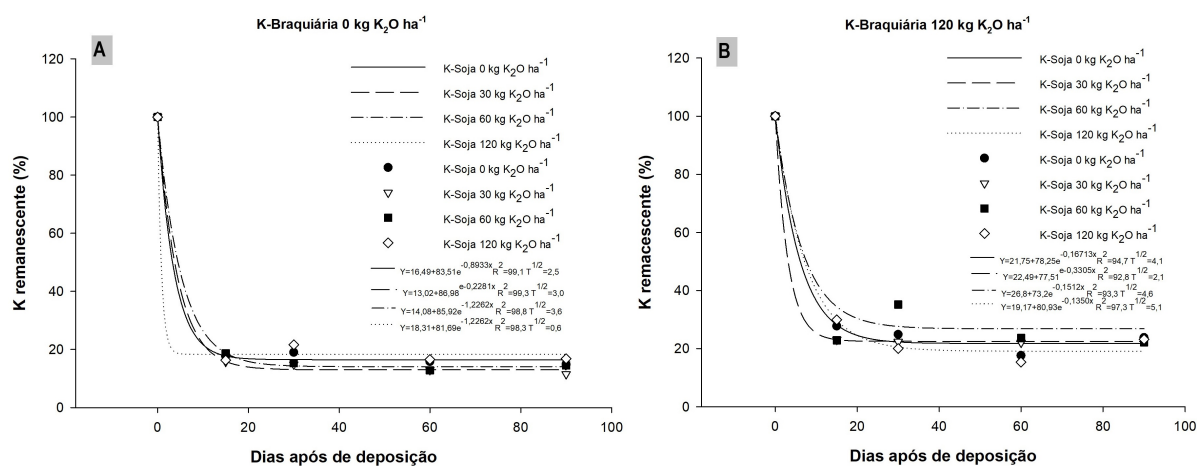 K-Braquiária 0 kg K2O ha-1
A
K-Soja 0 kg K2O ha-1
K-Soja 30 kg K2O ha-1
K-Soja 60 kg K2O ha-1
K-Soja 120 kg K2O ha-1
K-Soja 0 kg K2O ha-1
K-Soja 30 kg K2O ha-1
K-Soja 60 kg K2O ha-1
K-Soja 120 kg K2O ha-1
Y=16,49+83,51e-0,8933x R2=99,1 T1/2=2,5
Y=13,02+86,98e-0,2281x R2=99,3 T1/2=3,0
Y=14,08+85,92e-1,2262x R2=98,8 T1/2=3,6
Y=18,31+81,69e-1,2262x R2=98,3 T1/2=0,6
K remanescente (%)
120
100
80
60
40
20
0
0 20 40 60 80 100
Dias após de deposição
K-Braquiária 120 kg K2O ha-1
B
K-Soja 0 kg K2O ha-1
K-Soja 30 kg K2O ha-1
K-Soja 60 kg K2O ha-1
K-Soja 120 kg K2O ha-1
K-Soja 0 kg K2O ha-1
K-Soja 30 kg K2O ha-1
K-Soja 60 kg K2O ha-1
K-Soja 120 kg K2O ha-1
Y=21,75+78,25e-0,16713x R2=94,7 T1/2=4,1
Y=22,49+77,51e-0,3305x R2=92,8 T1/2=2,1
Y=26,8+73,2e-0,1512x R2=93,3 T1/2=4,6
Y=19,17+80,93e-0,1350x R2=97,3 T1/2=5,1
K remacescente (%)
120
100
80
60
40
20
0
0 20 40 60 80 100
Dias após de deposição